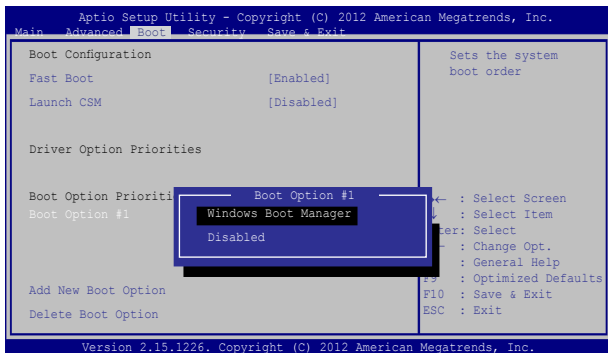 Aptio Setup Utility - Copyright (C) 2012 American Megatrends, Inc.
Main Advanced Boot Security Save & Exit
Boot Configuration
Fast Boot [Enabled]
Launch CSM [Disabled]
Driver Option Priorities
Boot Option Prioriti
Boot Option #1
Add New Boot Option
Delete Boot Option
Boot Option #1
Windows Boot Manager
Disabled
Sets the system
boot order
→← : Select Screen
: Select Item
ter: Select
: Change Opt.
: General Help
F9 : Optimized Defaults
F10 : Save & Exit
ESC : Exit
Version 2.15.1226. Copyright (C) 2012 American Megatrends, Inc.